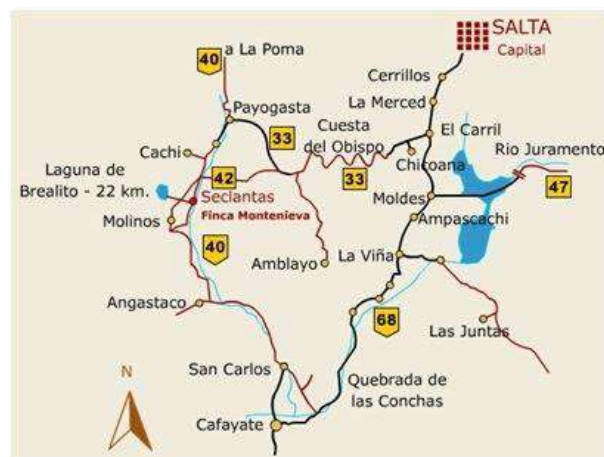 SALTA
Capital
40
a La Poma
Cerrillos
La Merced
Payogasta
33
Cuesta
del Obispo
El Carril
Rio Juramento
Chicoana
Cachi
42
33
47
Laguna de
Brealito - 22 km.
Seclantas
Finca Montenieva
Moldes
Molinos
Ampascachi
40
Amblayo
La Viña
Angastaco
68
Las Juntas
San Carlos
N
Quebrada de
las Conchas
Cafayate